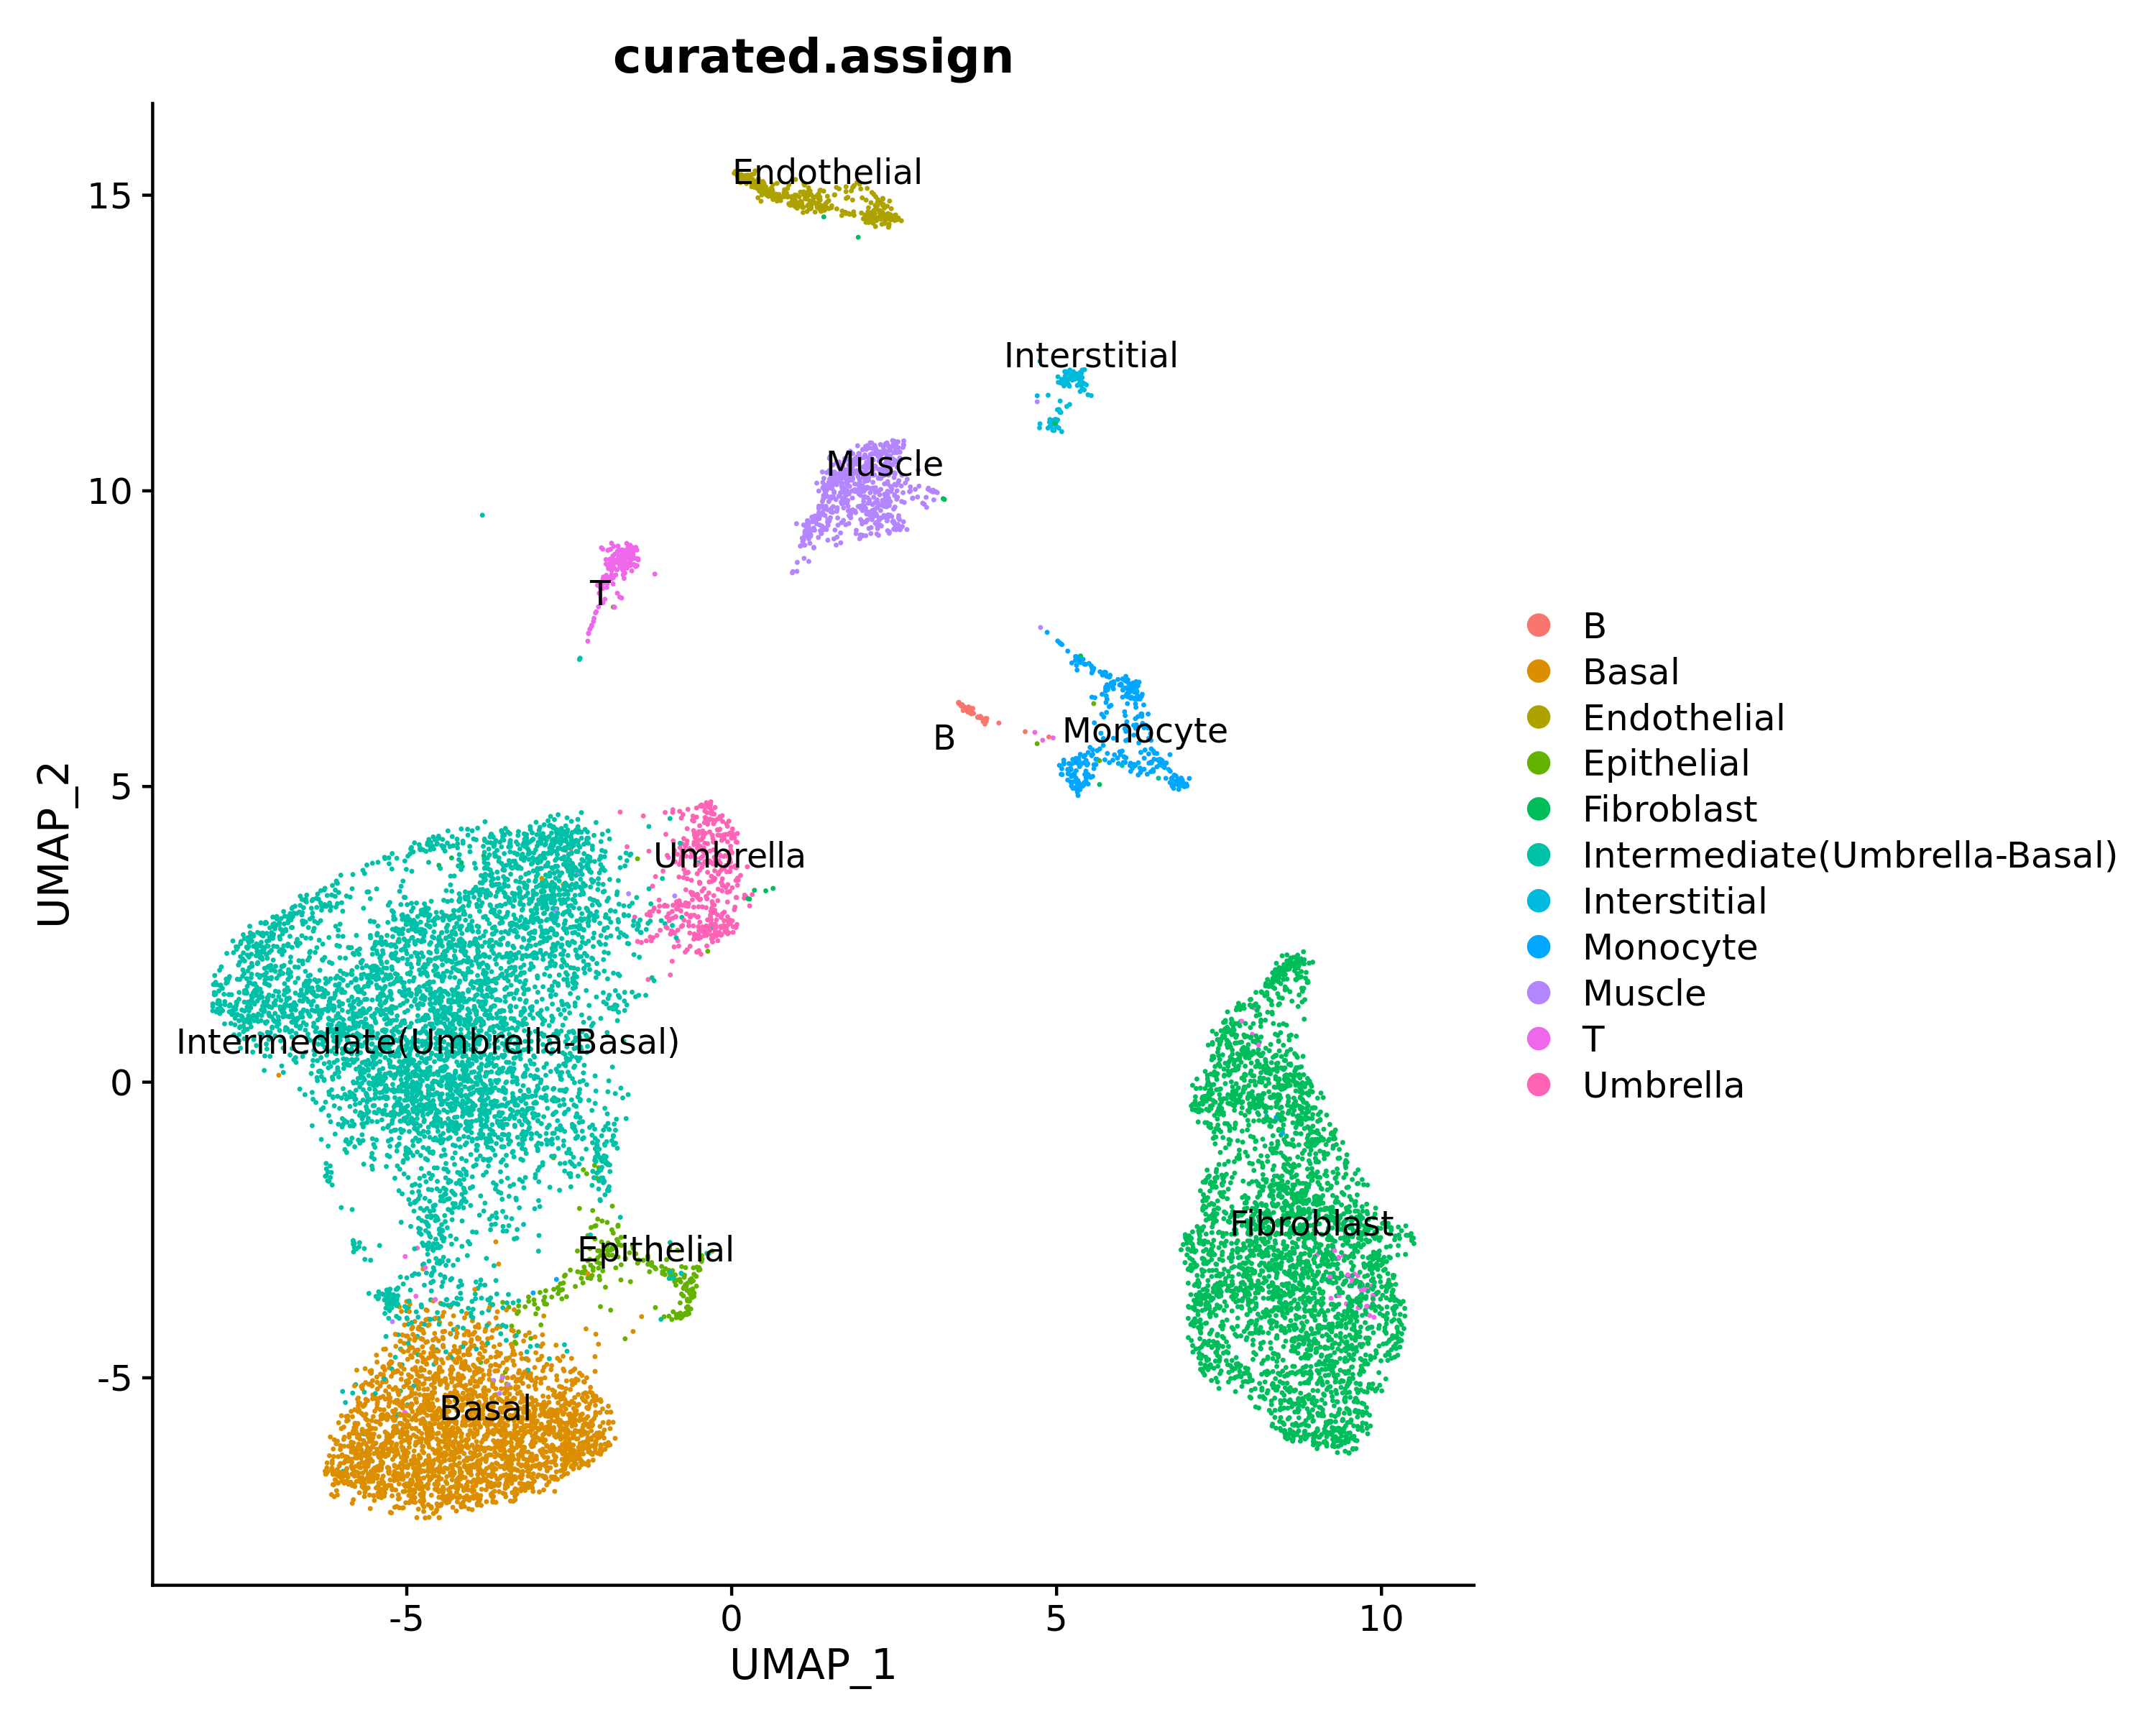 curated.assign
Endothelial
15
Interstitial
Muscle
10
T
B
Monocyte
5
Umbrella
Intermediate(Umbrella-Basal)
0
Fibroblast
Epithelial
-5
Basal
-5
0
5
10
UMAP_1
UMAP_2
B
Basal
Endothelial
Epithelial
Fibroblast
Intermediate(Umbrella-Basal)
Interstitial
Monocyte
Muscle
T
Umbrella